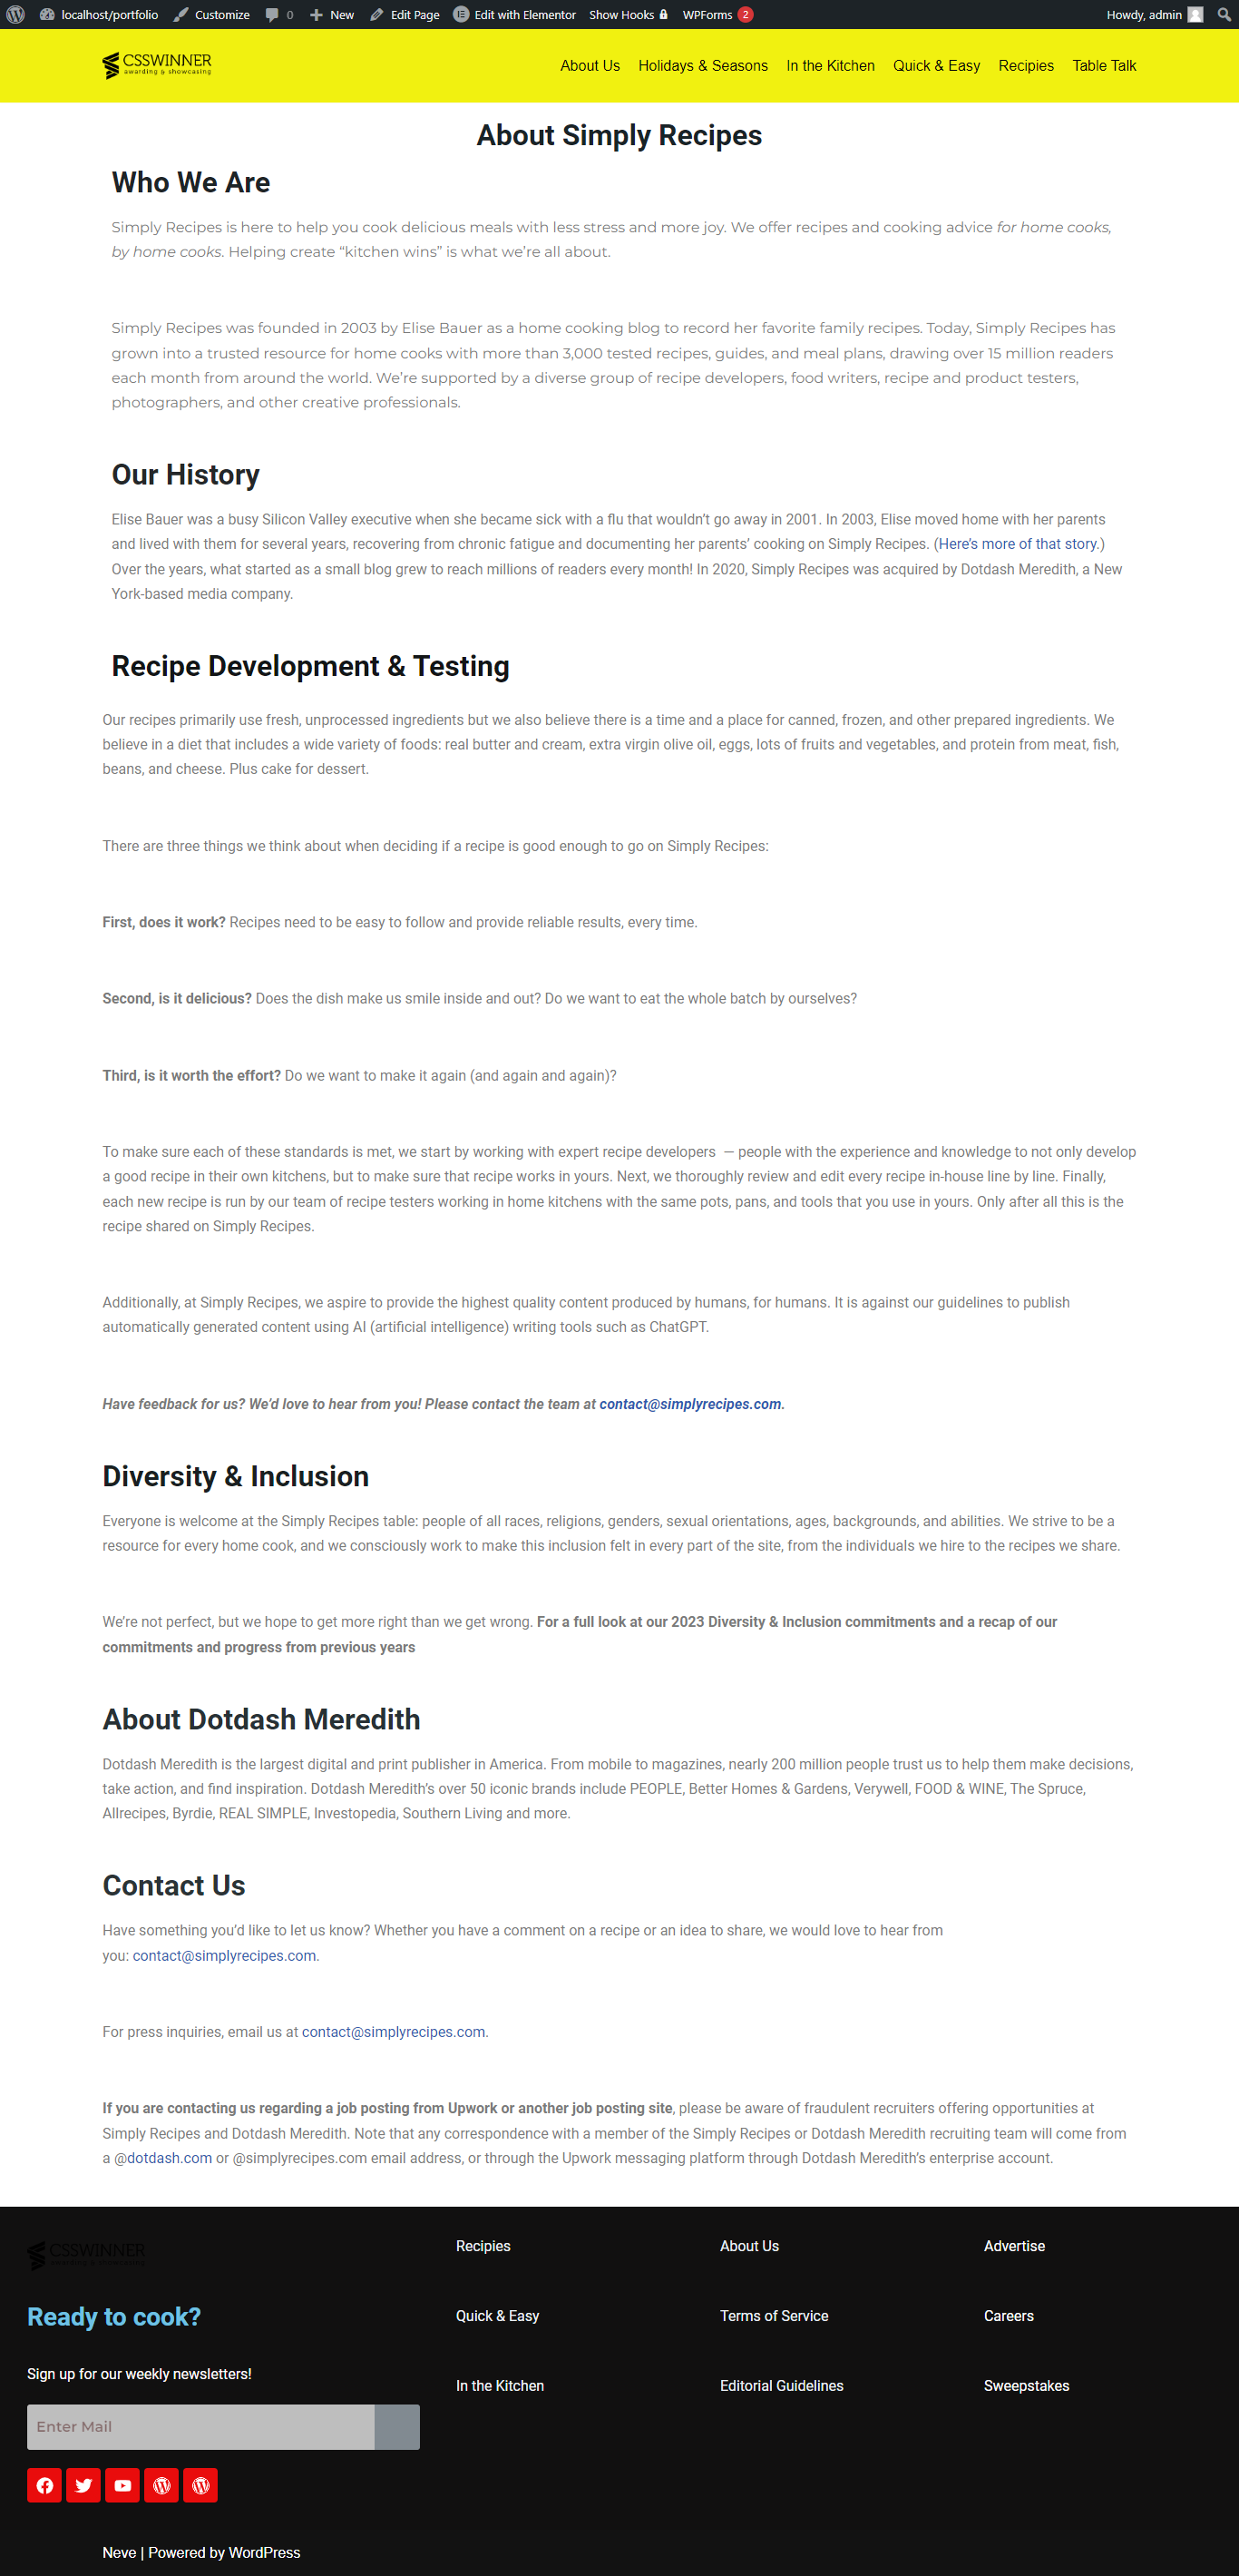 localhost/portfolio Customize 0 New Edit Page Edit with Elementor Show Hooks WPForms 2 Howdy, admin
CSSWINNER
awarding & showcasing
About Us Holidays & Seasons In the Kitchen Quick & Easy Recipies Table Talk
About Simply Recipes
Who We Are
Simply Recipes is here to help you cook delicious meals with less stress and more joy. We offer recipes and cooking advice for home cooks,
by home cooks. Helping create “kitchen wins” is what we’re all about.
Simply Recipes was founded in 2003 by Elise Bauer as a home cooking blog to record her favorite family recipes. Today, Simply Recipes has
grown into a trusted resource for home cooks with more than 3,000 tested recipes, guides, and meal plans, drawing over 15 million readers
each month from around the world. We’re supported by a diverse group of recipe developers, food writers, recipe and product testers,
photographers, and other creative professionals.
Our History
Elise Bauer was a busy Silicon Valley executive when she became sick with a flu that wouldn’t go away in 2001. In 2003, Elise moved home with her parents
and lived with them for several years, recovering from chronic fatigue and documenting her parents’ cooking on Simply Recipes. (Here’s more of that story.)
Over the years, what started as a small blog grew to reach millions of readers every month! In 2020, Simply Recipes was acquired by Dotdash Meredith, a New
York-based media company.
Recipe Development & Testing
Our recipes primarily use fresh, unprocessed ingredients but we also believe there is a time and a place for canned, frozen, and other prepared ingredients. We
believe in a diet that includes a wide variety of foods: real butter and cream, extra virgin olive oil, eggs, lots of fruits and vegetables, and protein from meat, fish,
beans, and cheese. Plus cake for dessert.
There are three things we think about when deciding if a recipe is good enough to go on Simply Recipes:
First, does it work? Recipes need to be easy to follow and provide reliable results, every time.
Second, is it delicious? Does the dish make us smile inside and out? Do we want to eat the whole batch by ourselves?
Third, is it worth the effort? Do we want to make it again (and again and again)?
To make sure each of these standards is met, we start by working with expert recipe developers — people with the experience and knowledge to not only develop
a good recipe in their own kitchens, but to make sure that recipe works in yours. Next, we thoroughly review and edit every recipe in-house line by line. Finally,
each new recipe is run by our team of recipe testers working in home kitchens with the same pots, pans, and tools that you use in yours. Only after all this is the
recipe shared on Simply Recipes.
Additionally, at Simply Recipes, we aspire to provide the highest quality content produced by humans, for humans. It is against our guidelines to publish
automatically generated content using AI (artificial intelligence) writing tools such as ChatGPT.
Have feedback for us? We’d love to hear from you! Please contact the team at contact@simplyrecipes.com.
Diversity & Inclusion
Everyone is welcome at the Simply Recipes table: people of all races, religions, genders, sexual orientations, ages, backgrounds, and abilities. We strive to be a
resource for every home cook, and we consciously work to make this inclusion felt in every part of the site, from the individuals we hire to the recipes we share.
We’re not perfect, but we hope to get more right than we get wrong. For a full look at our 2023 Diversity & Inclusion commitments and a recap of our
commitments and progress from previous years
About Dotdash Meredith
Dotdash Meredith is the largest digital and print publisher in America. From mobile to magazines, nearly 200 million people trust us to help them make decisions,
take action, and find inspiration. Dotdash Meredith’s over 50 iconic brands include PEOPLE, Better Homes & Gardens, Verywell, FOOD & WINE, The Spruce,
Allrecipes, Byrdie, REAL SIMPLE, Investopedia, Southern Living and more.
Contact Us
Have something you’d like to let us know? Whether you have a comment on a recipe or an idea to share, we would love to hear from
you: contact@simplyrecipes.com.
For press inquiries, email us at contact@simplyrecipes.com.
If you are contacting us regarding a job posting from Upwork or another job posting site, please be aware of fraudulent recruiters offering opportunities at
Simply Recipes and Dotdash Meredith. Note that any correspondence with a member of the Simply Recipes or Dotdash Meredith recruiting team will come from
a @dotdash.com or @simplyrecipes.com email address, or through the Upwork messaging platform through Dotdash Meredith’s enterprise account.
CSSWINNER
awarding & showcasing
Recipies About Us Advertise
Ready to cook?
Quick & Easy Terms of Service Careers
Sign up for our weekly newsletters!
In the Kitchen Editorial Guidelines Sweepstakes
Enter Mail
Neve | Powered by WordPress